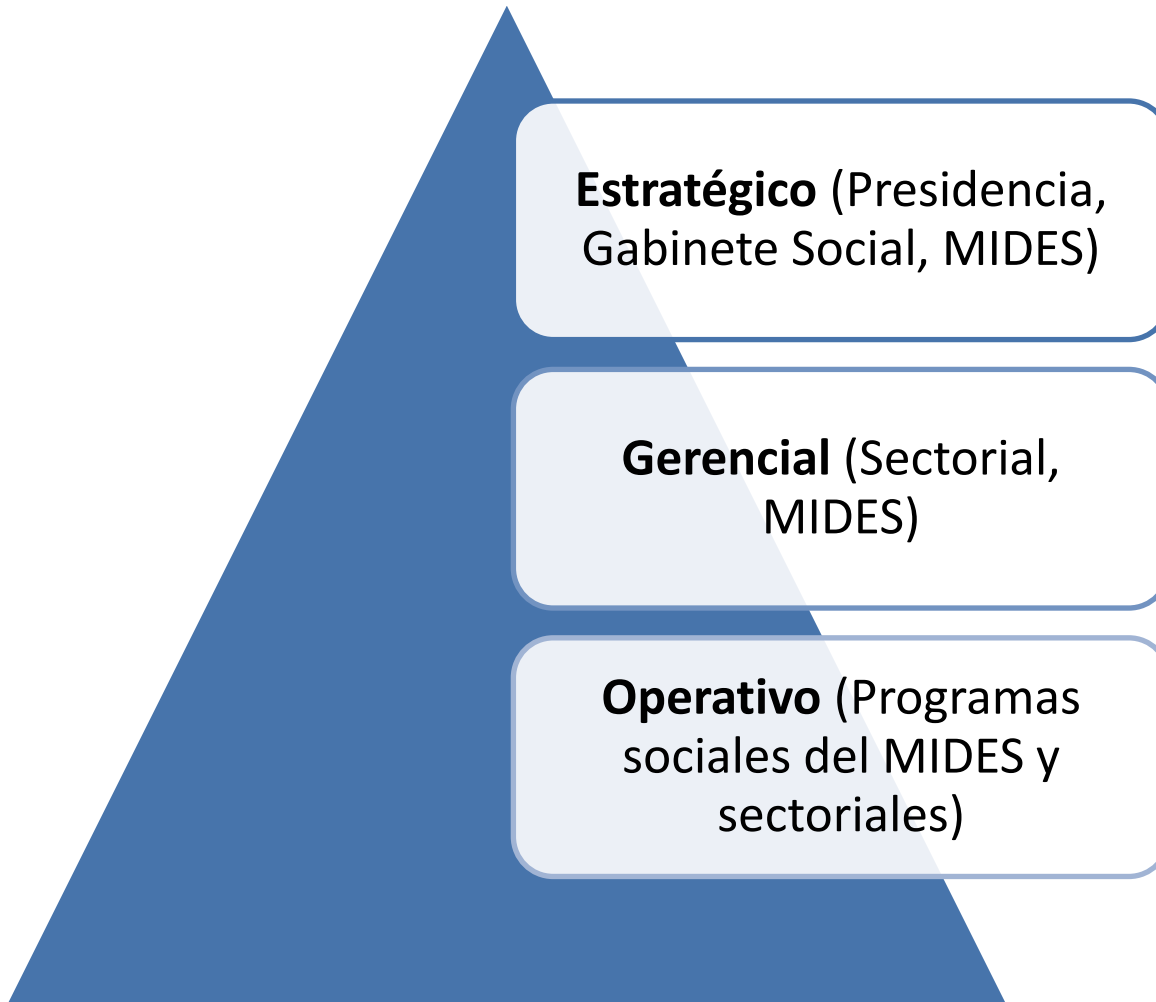 Estratégico (Presidencia,
Gabinete Social, MIDES)
Gerencial (Sectorial,
MIDES)
Operativo (Programas
sociales del MIDES y
sectoriales)